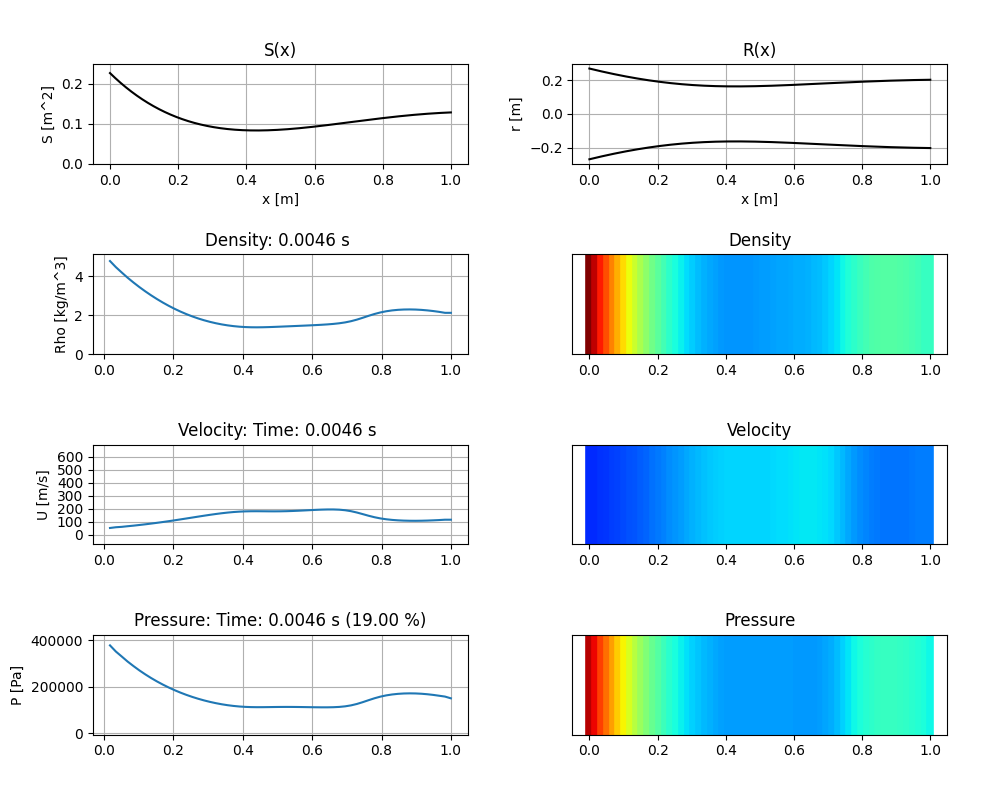 S(x)
R(x)
S [m^2]
0.2
0.1
0.0
0.0 0.2 0.4 0.6 0.8 1.0
x [m]
r [m]
0.2
0.0
−0.2
0.0 0.2 0.4 0.6 0.8 1.0
x [m]
Density: 0.0046 s
Rho [kg/m^3]
4
2
0
0.0 0.2 0.4 0.6 0.8 1.0
Density
0.0 0.2 0.4 0.6 0.8 1.0
Velocity: Time: 0.0046 s
U [m/s]
600
500
400
300
200
100
0
0.0 0.2 0.4 0.6 0.8 1.0
Velocity
0.0 0.2 0.4 0.6 0.8 1.0
Pressure: Time: 0.0046 s (19.00 %)
P [Pa]
400000
200000
0
0.0 0.2 0.4 0.6 0.8 1.0
Pressure
0.0 0.2 0.4 0.6 0.8 1.0